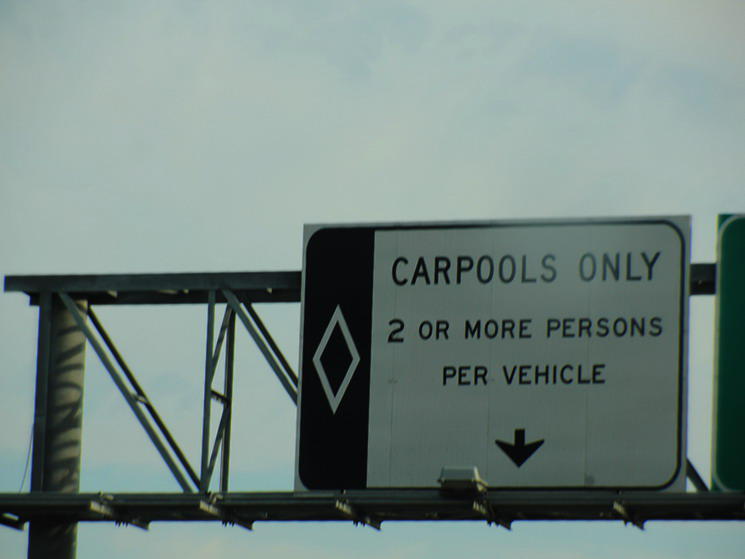 CARPOOLS ONLY
2 OR MORE PERSONS
PER VEHICLE